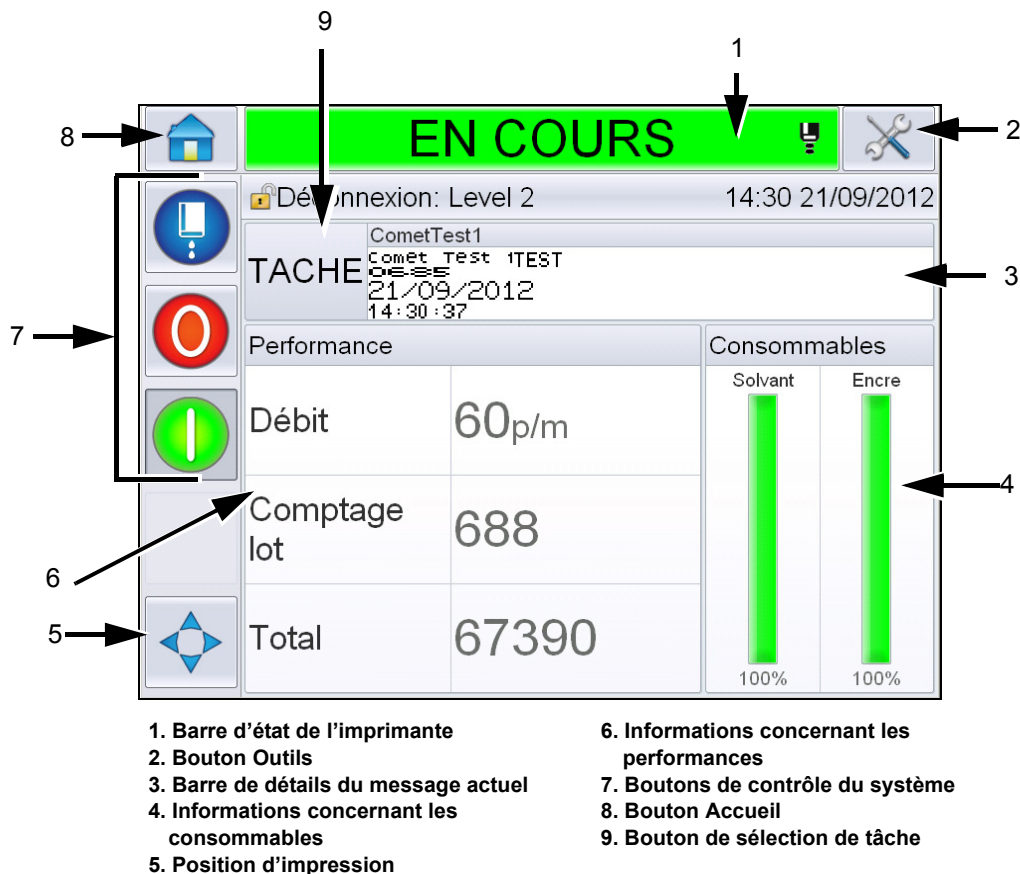 9
1
8
EN COURS
2
Déconnexion: Level 2
14:30 21/09/2012
CometTest1
TACHE
Comet Test 1TEST
0685
21/09/2012
14:30:37
3
7
Performance
Consommables
Solvant
Encre
Débit
60p/m
4
Comptage
lot
688
6
5
Total
67390
100%
100%
1. Barre d'état de l'imprimante
2. Bouton Outils
3. Barre de détails du message actuel
4. Informations concernant les
consommables
5. Position d'impression
6. Informations concernant les
performances
7. Boutons de contrôle du système
8. Bouton Accueil
9. Bouton de sélection de tâche